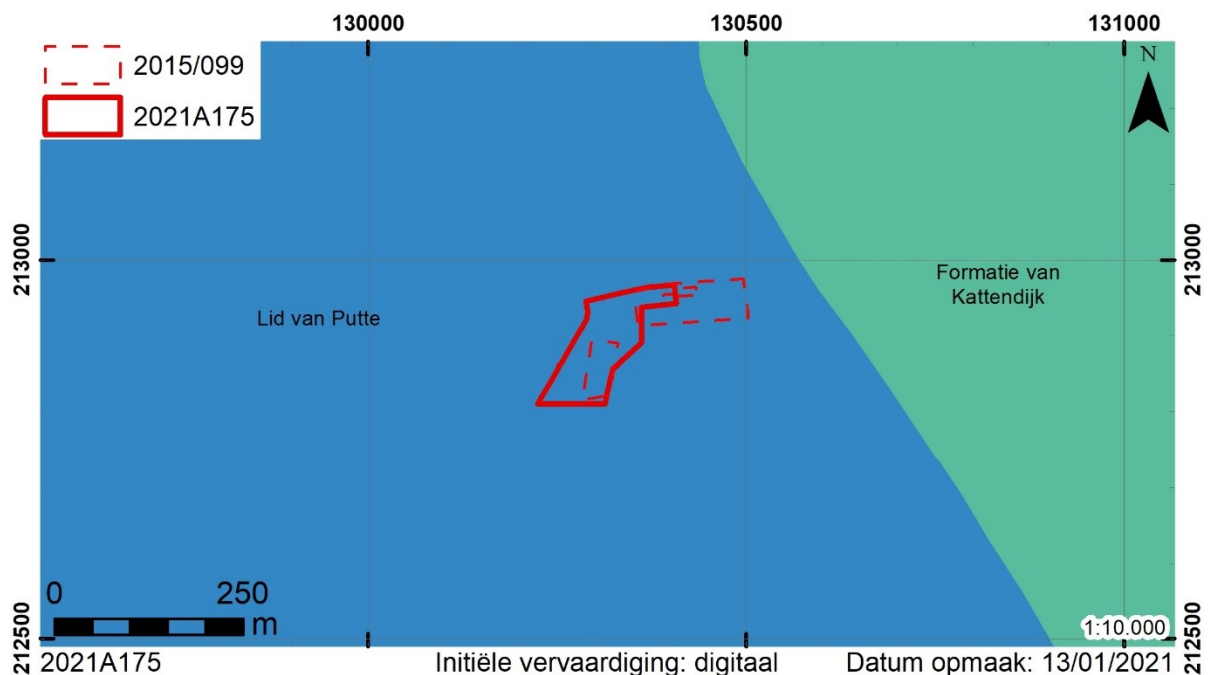 130000
130500
131000
2015/099
2021A175
N
213000
213000
Formatie van
Kattendijk
Lid van Putte
0
250
m
1:10.000
212500
212500
2021A175
Initiële vervaardiging: digitaal
Datum opmaak: 13/01/2021